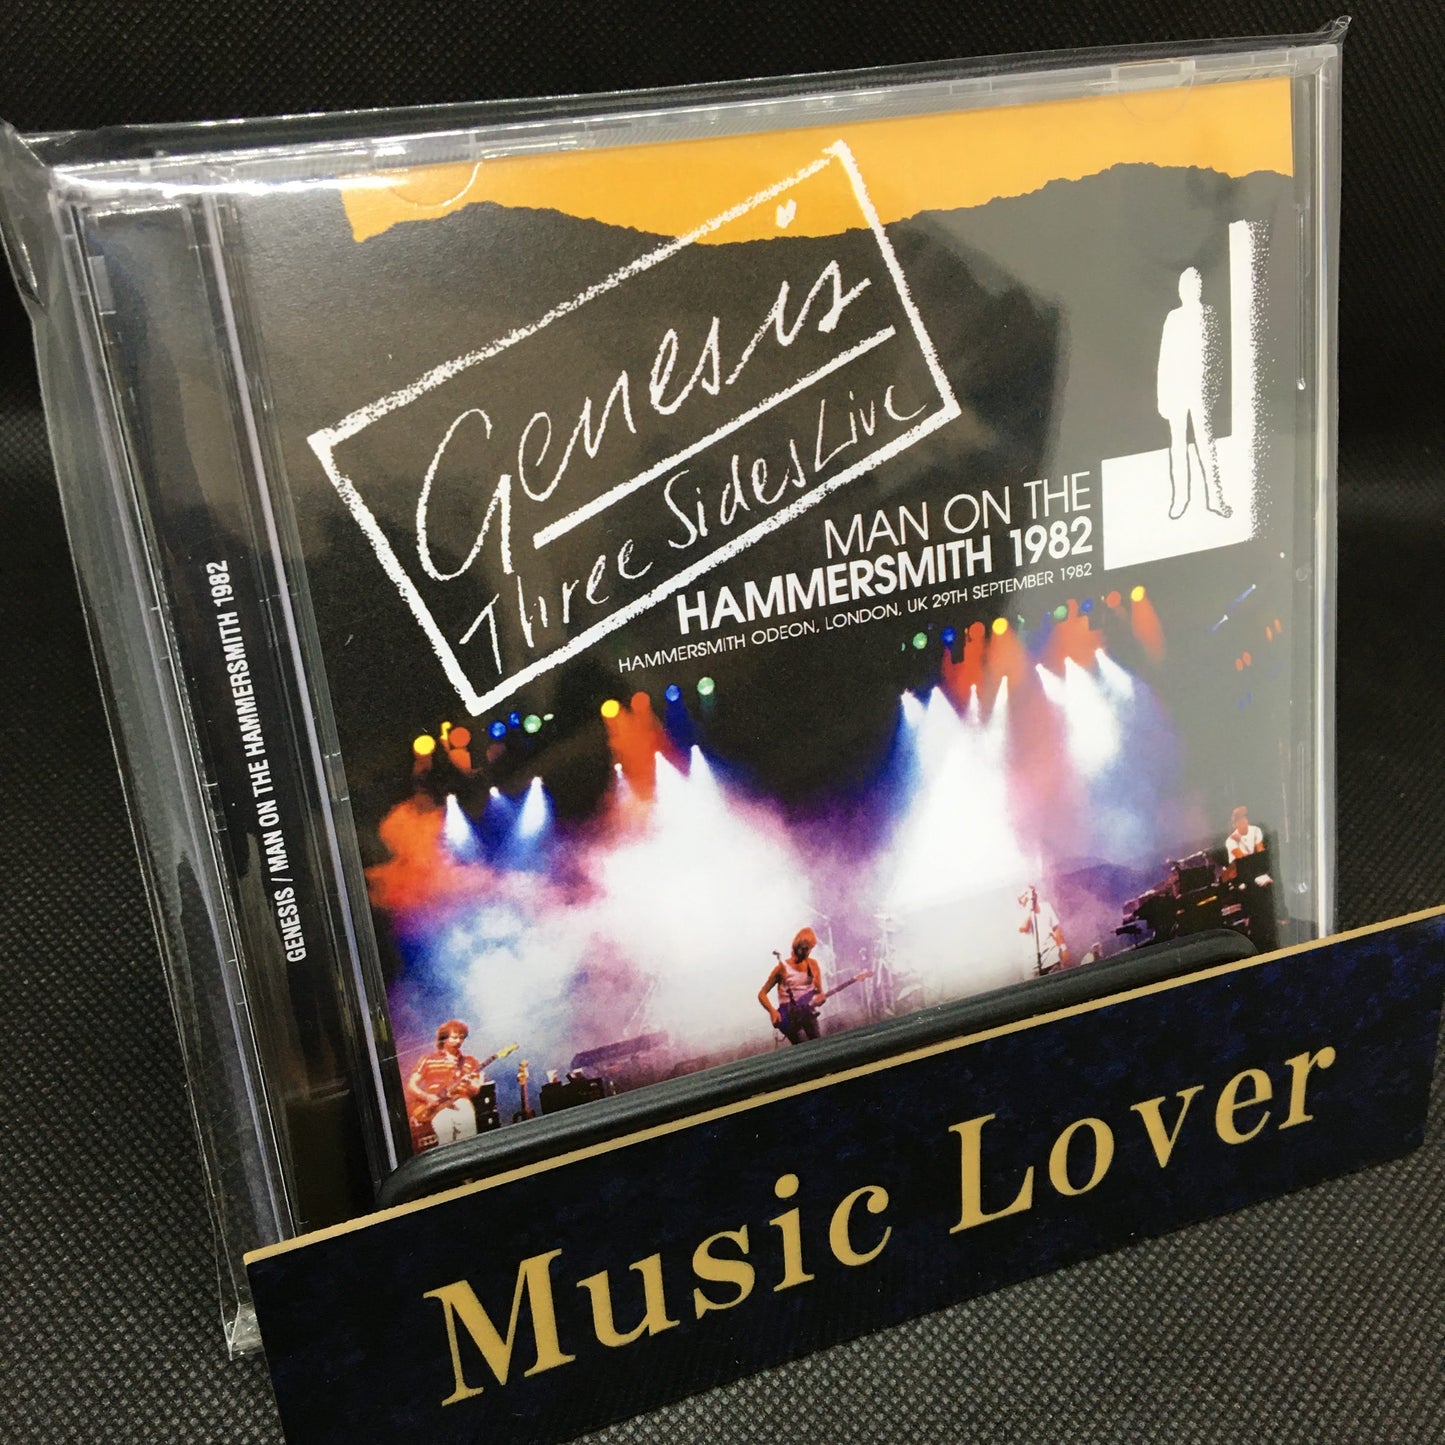 Genesis
Three Sides Live
MAN ON THE
HAMMERSMITH 1982
HAMMERSMITH ODEON, LONDON, UK 29TH SEPTEMBER 1982
GENESIS / MAN ON THE HAMMERSMITH 1982
Music Lover